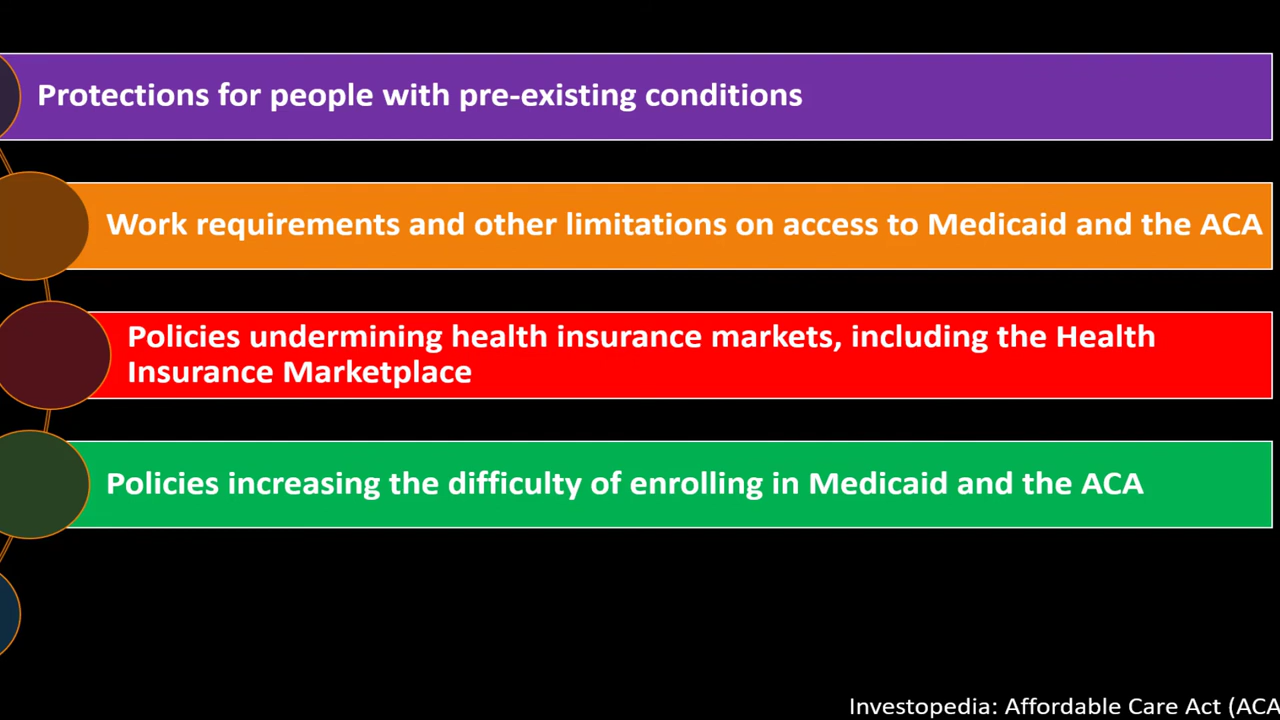 Protections for people with pre-existing conditions
Work requirements and other limitations on access to Medicaid and the ACA
Policies undermining health insurance markets, including the Health
Insurance Marketplace
Policies increasing the difficulty of enrolling in Medicaid and the ACA
Investopedia: Affordable Care Act (ACA